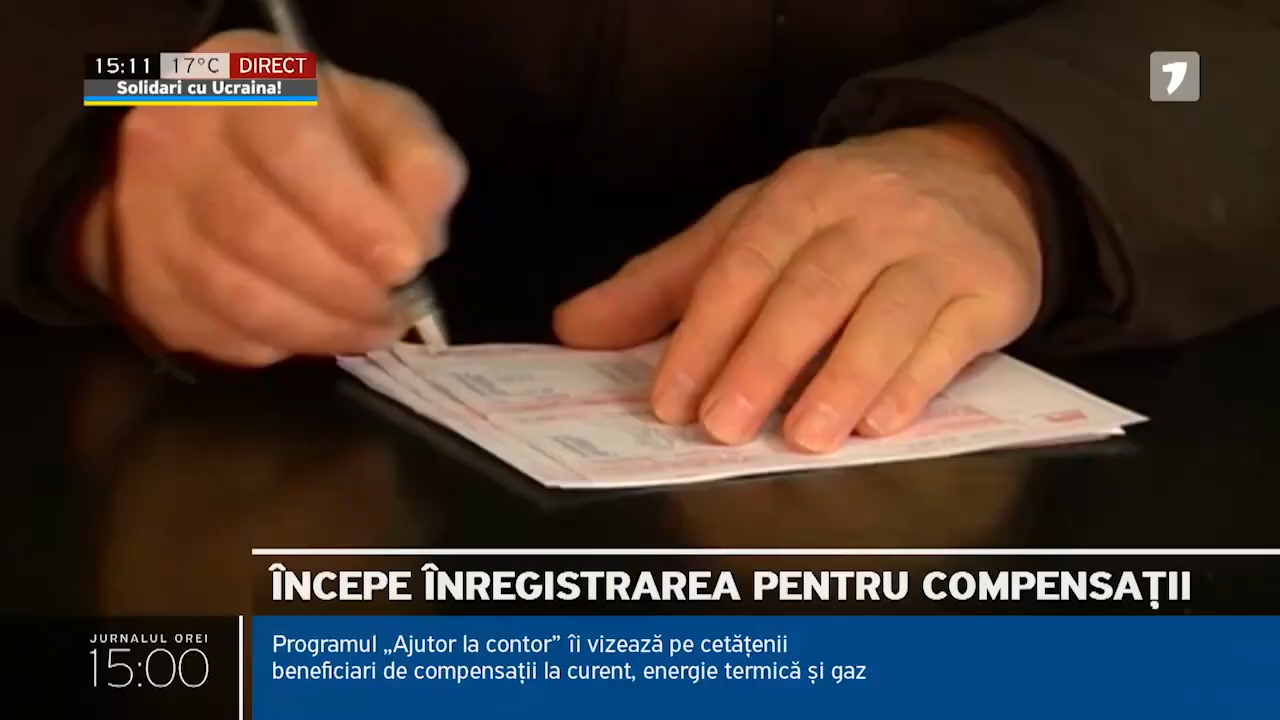 15:11 17°C DIRECT
Solidari cu Ucraina!
ÎNCEPE ÎNREGISTRAREA PENTRU COMPENSAȚII
JURNALUL OREI
15:00
Programul „Ajutor la contor” îi vizează pe cetățenii
beneficiari de compensații la curent, energie termică și gaz